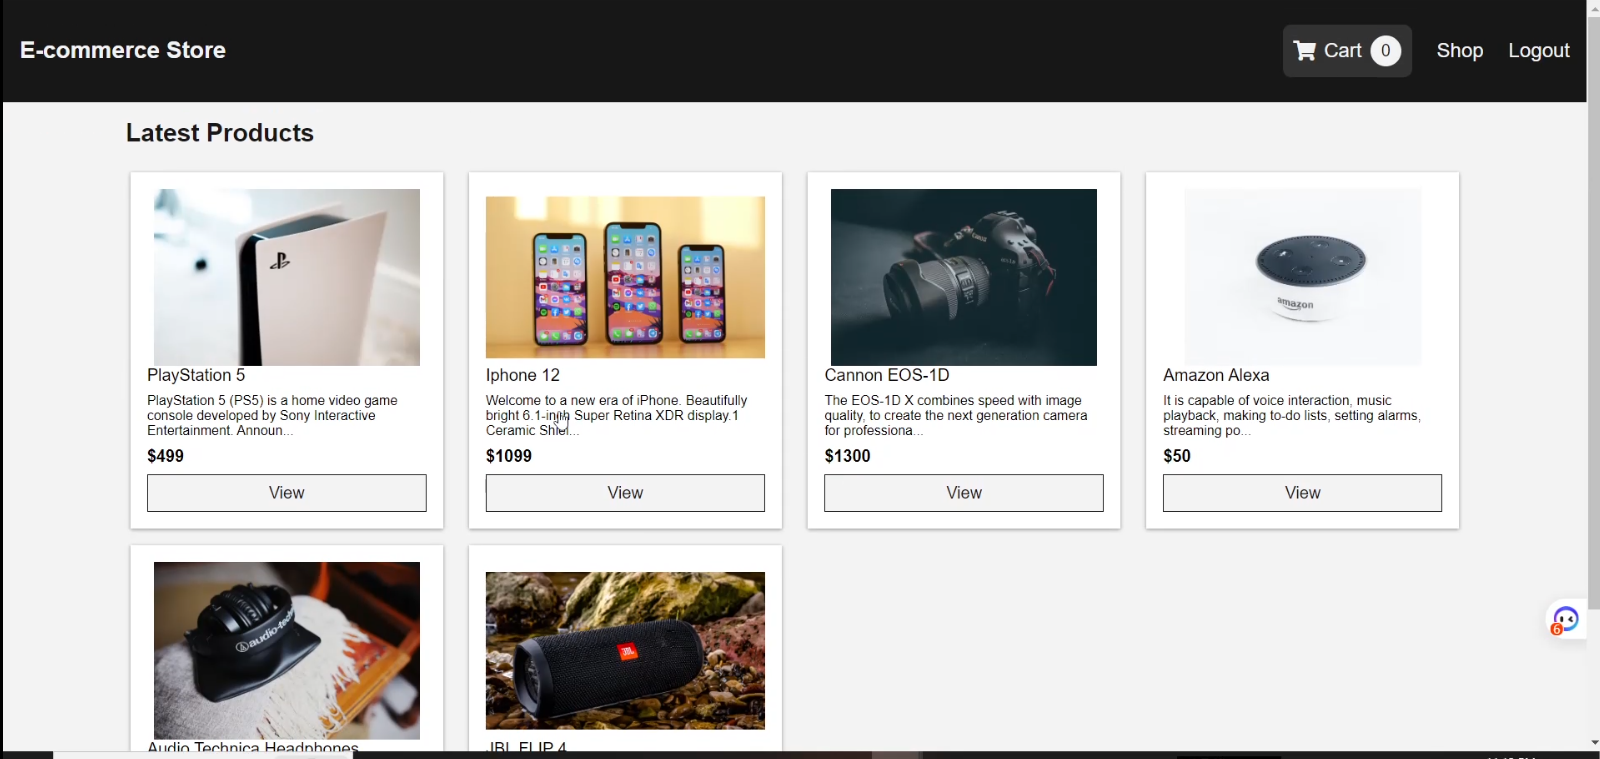 E-commerce Store
Cart 0
Shop
Logout
Latest Products
PlayStation 5
PlayStation 5 (PS5) is a home video game
console developed by Sony Interactive
Entertainment. Announ...
$499
View
Iphone 12
Welcome to a new era of iPhone. Beautifully
bright 6.1-inch Super Retina XDR display.1
Ceramic Shiel...
$1099
View
Cannon EOS-1D
The EOS-1D X combines speed with image
quality, to create the next generation camera
for professiona...
$1300
View
amazon
Amazon Alexa
It is capable of voice interaction, music
playback, making to-do lists, setting alarms,
streaming po...
$50
View
audio-tech
Audio Technica Headphones
JBL
JBL FLIP 4
6